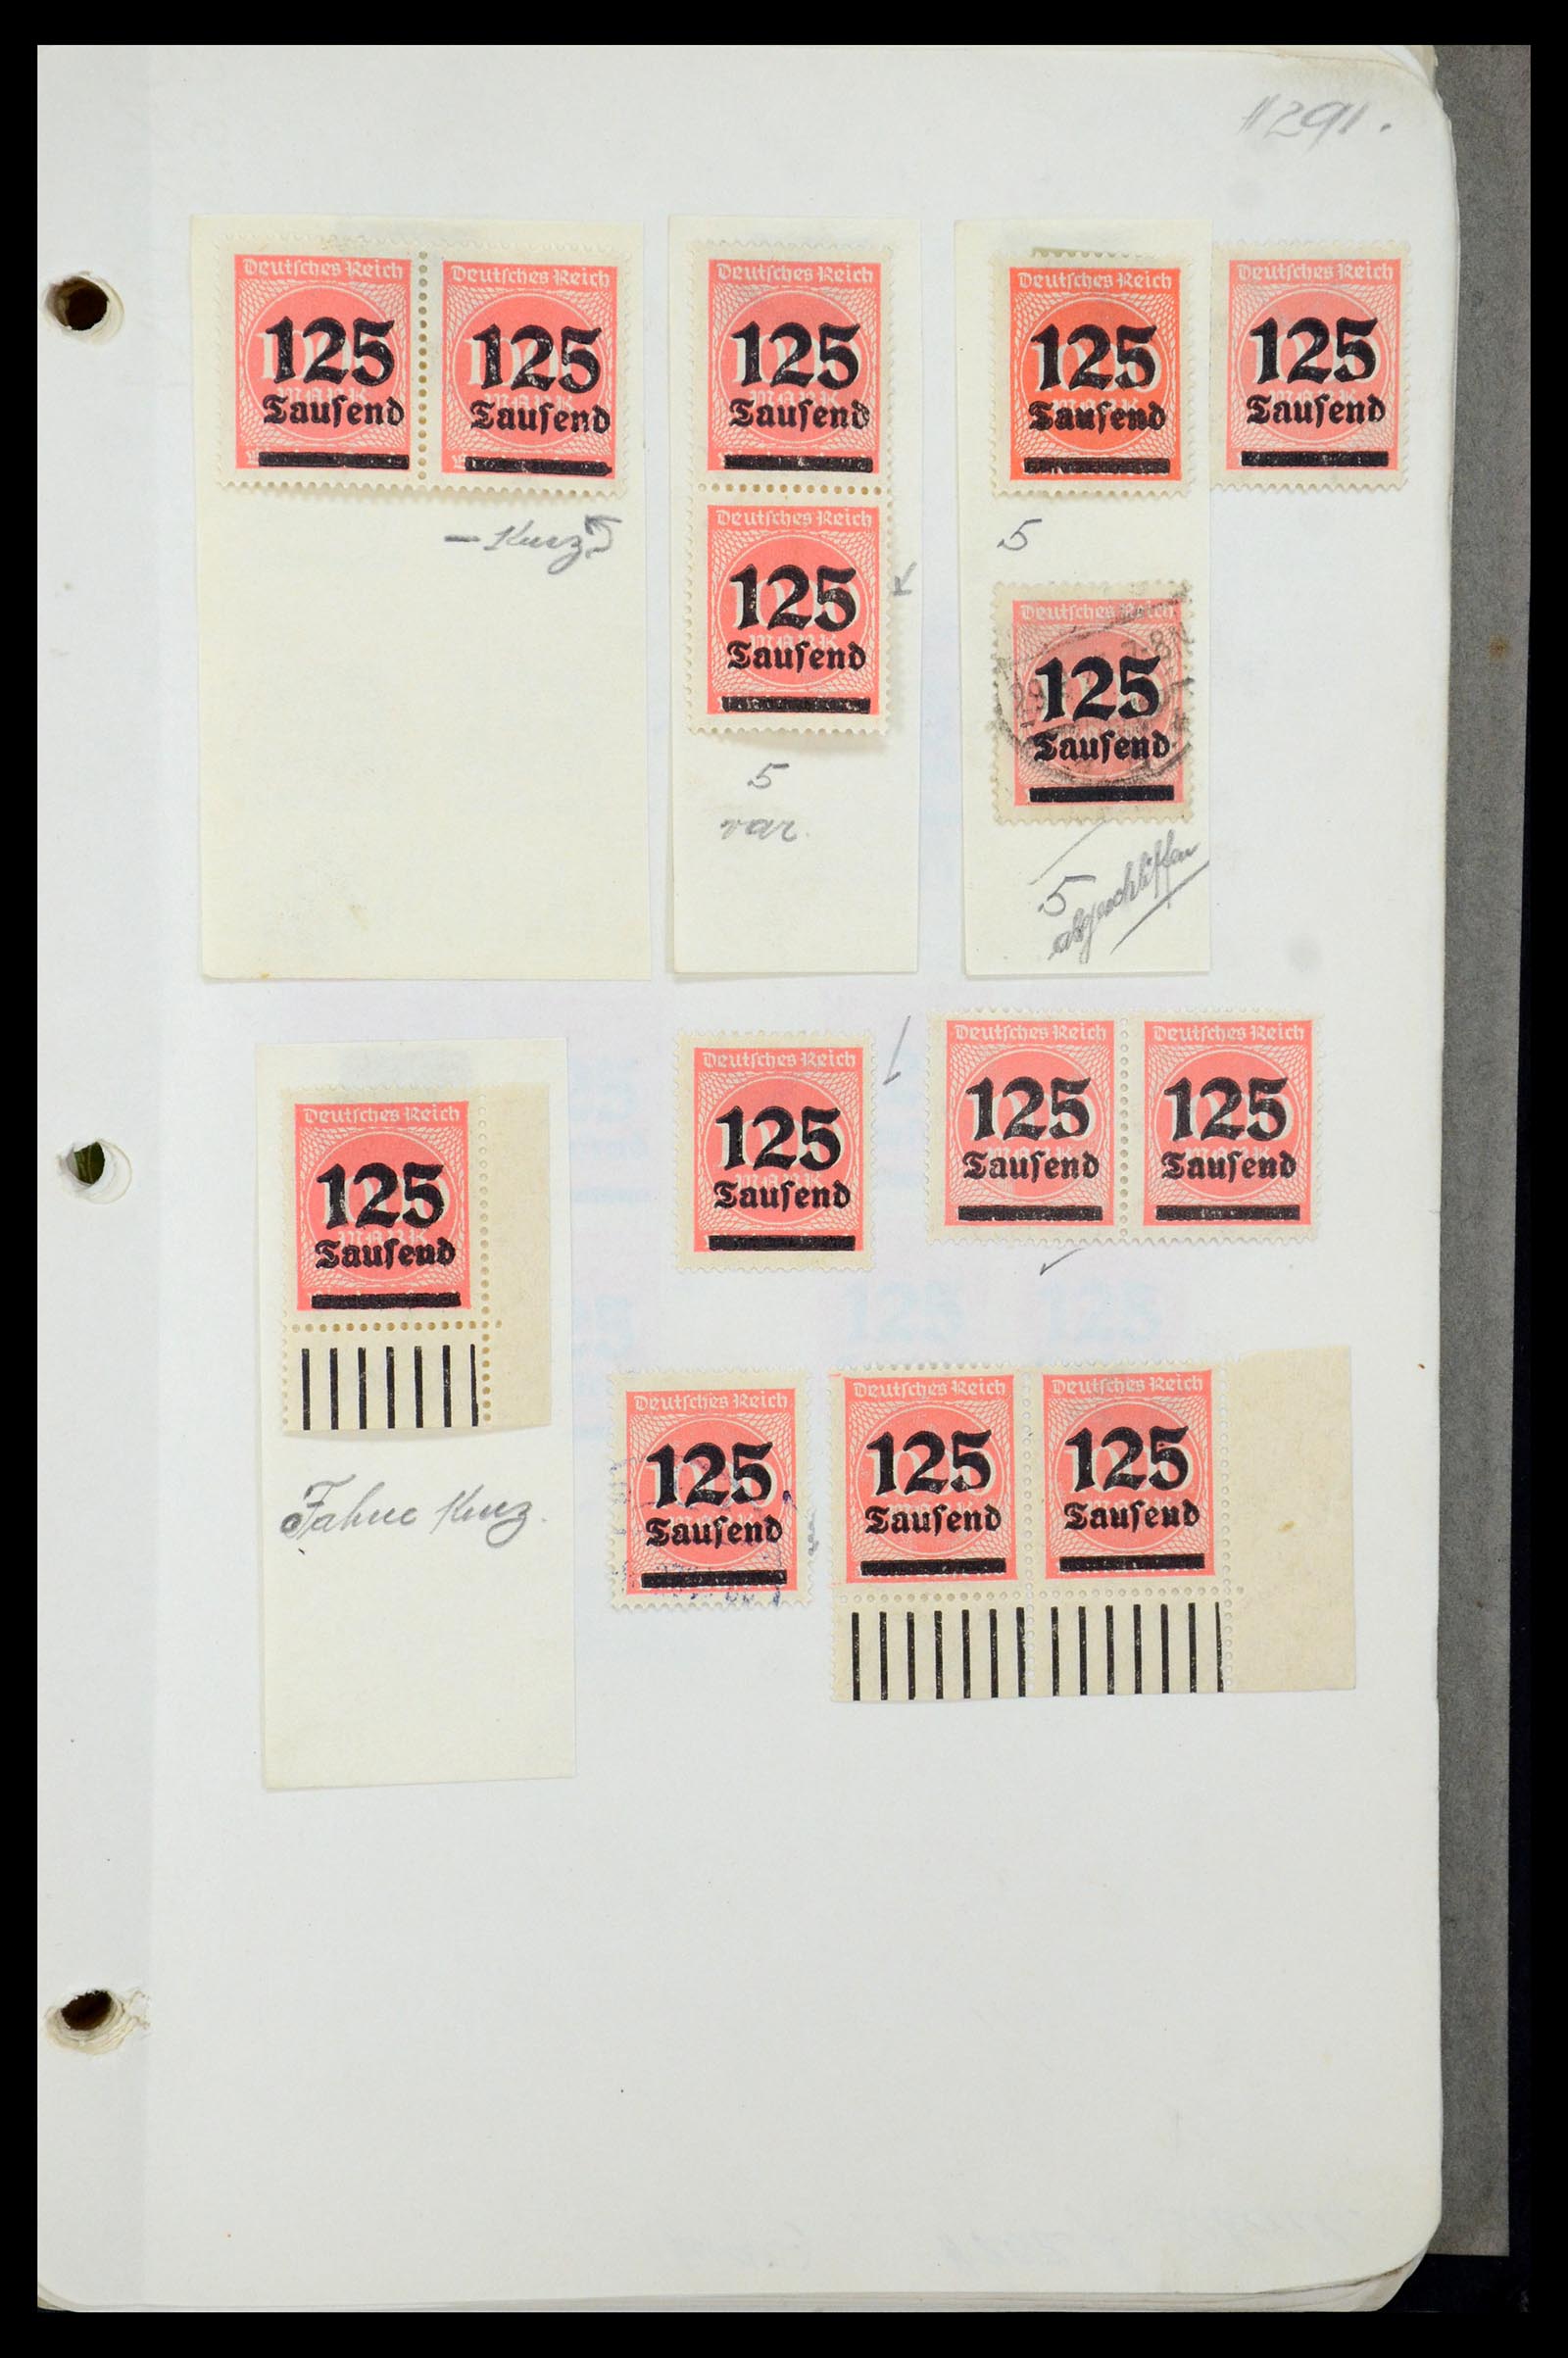 #291.
Deutsches Reich
125
Tausend
Deutsches Reich
125
Tausend
— Kurz
Deutsches Reich
125
Tausend
Deutsches Reich
125
Tausend
5
var.
Deutsches Reich
125
Tausend
5
Deutsches Reich
125
Tausend
Deutsches Reich
125
Tausend
5
abgeschliffen
Deutsches Reich
125
Tausend
Fahne Kurz.
Deutsches Reich
125
Tausend
Deutsches Reich
125
Tausend
Deutsches Reich
125
Tausend
Deutsches Reich
125
Tausend
Deutsches Reich
125
Tausend
Deutsches Reich
125
Tausend